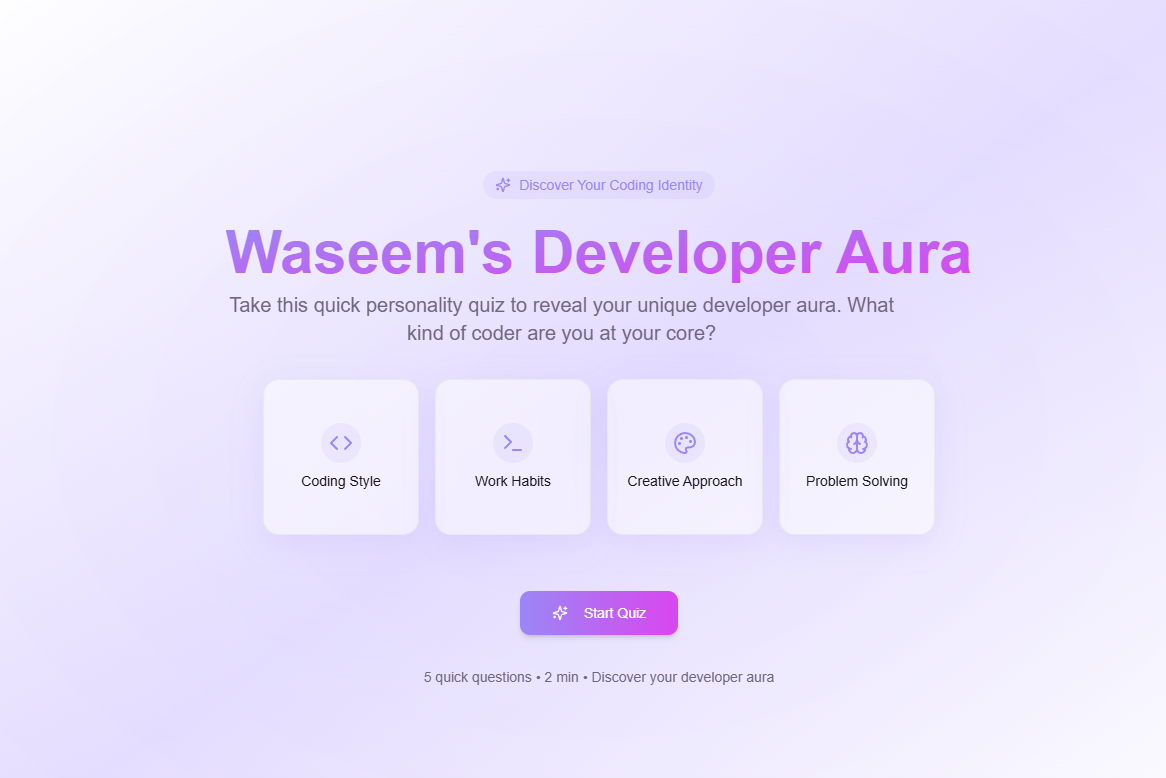 Discover Your Coding Identity
Waseem's Developer Aura
Take this quick personality quiz to reveal your unique developer aura. What
kind of coder are you at your core?
Coding Style
Work Habits
Creative Approach
Problem Solving
Start Quiz
5 quick questions • 2 min • Discover your developer aura